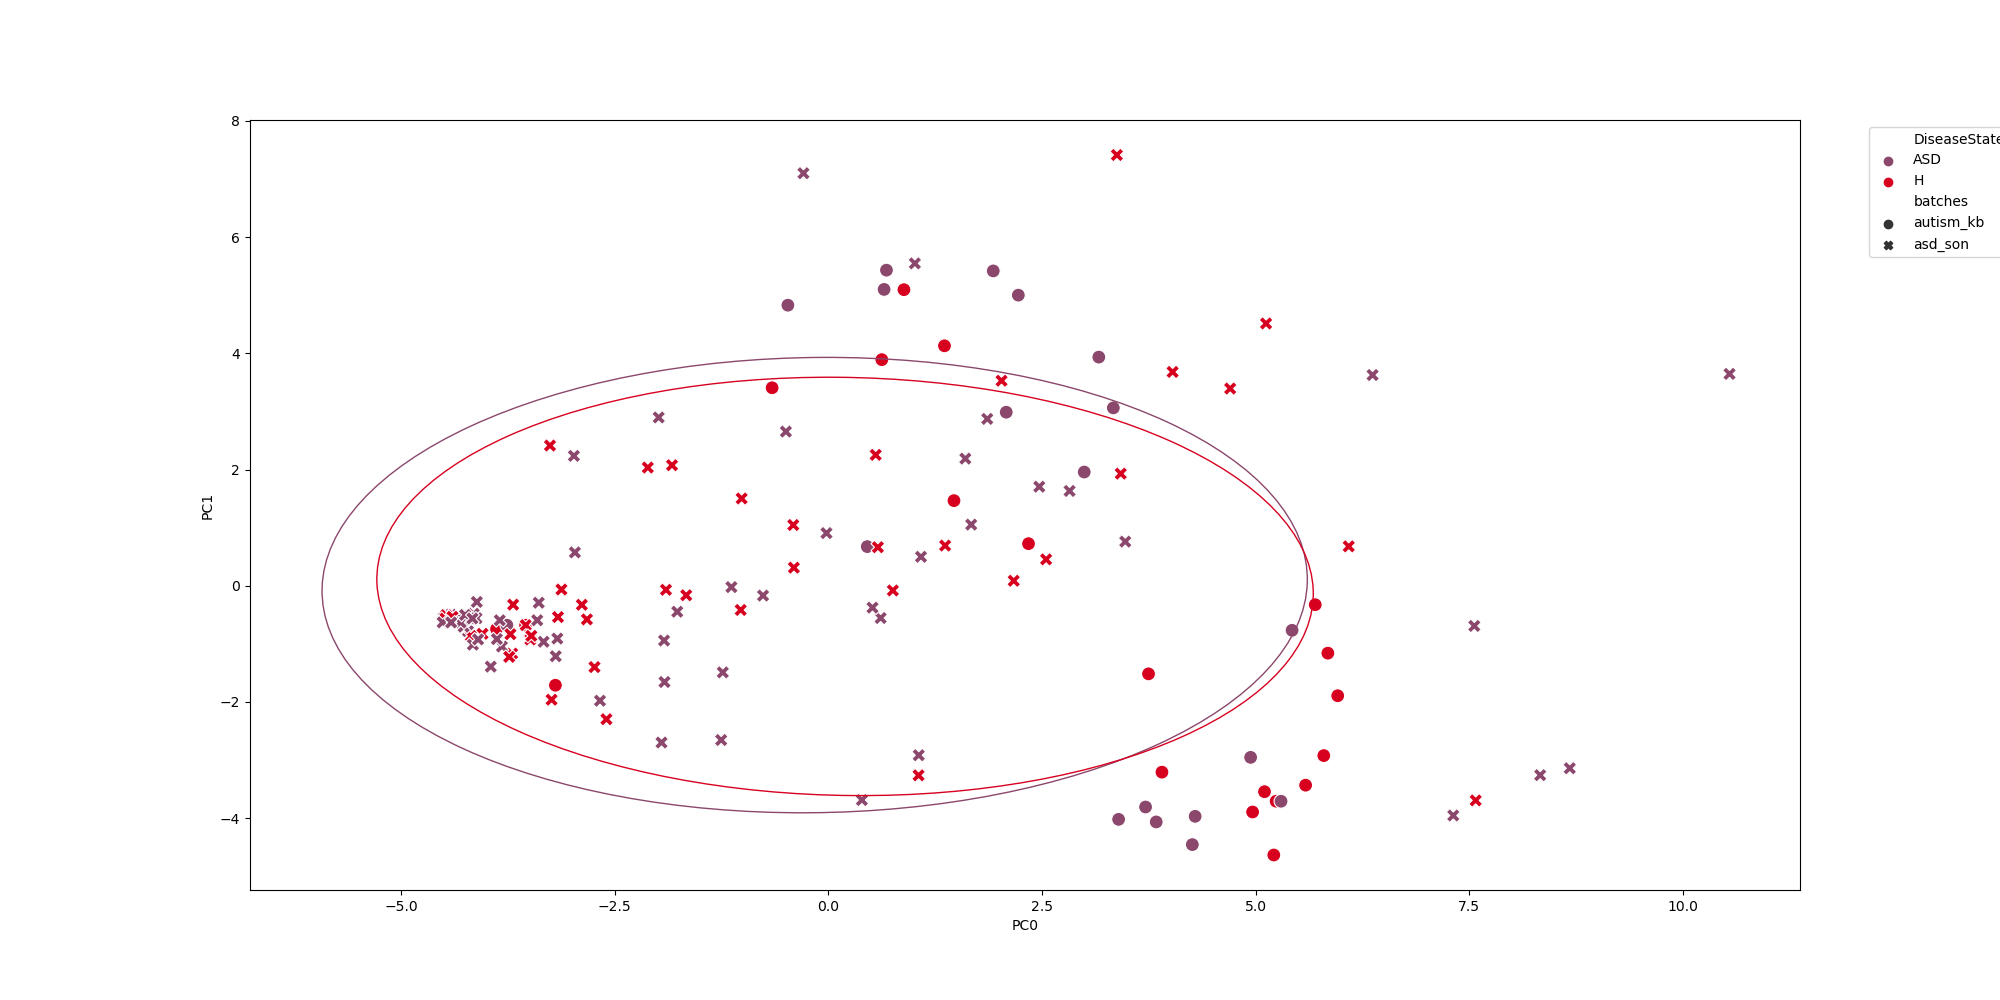 8
6
4
2
0
−2
−4
PC1
−5.0 −2.5 0.0 2.5 5.0 7.5 10.0
PC0
DiseaseState
ASD
H
batches
autism_kb
asd_son